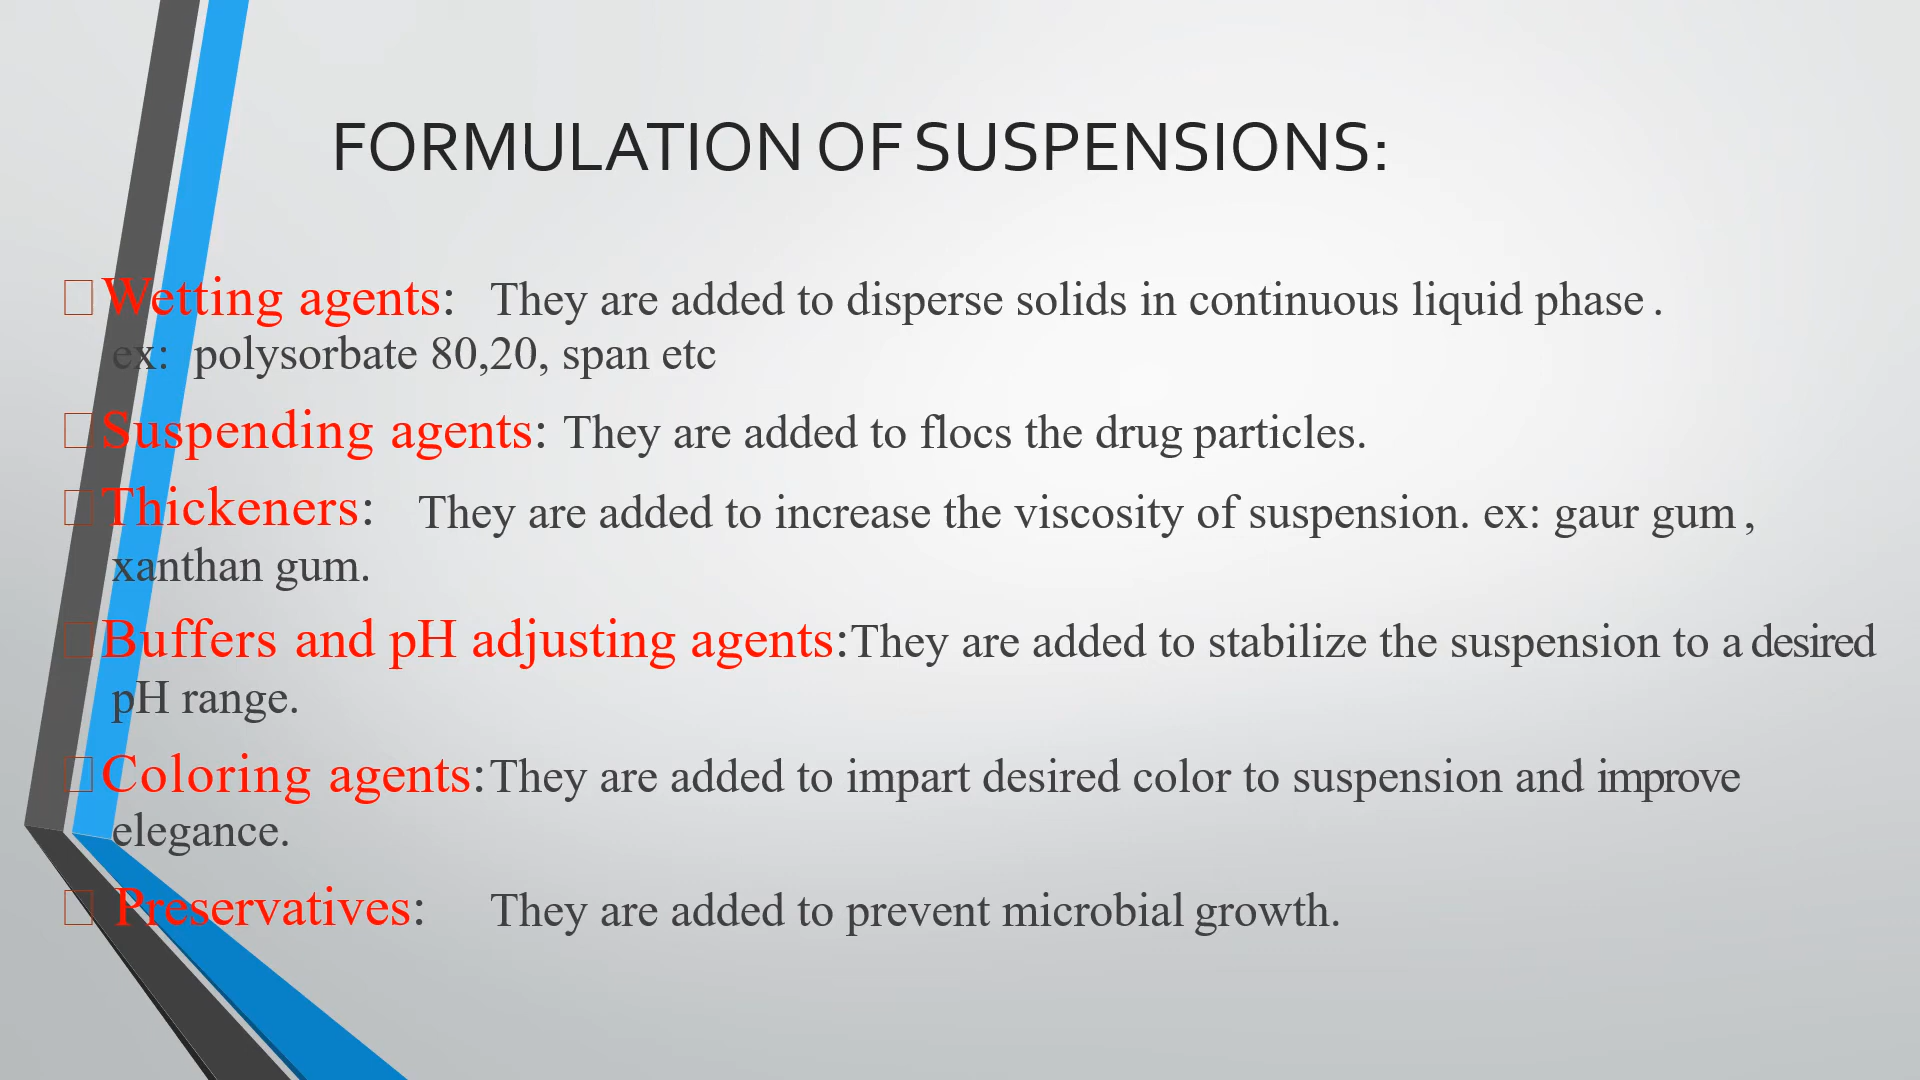 FORMULATION OF SUSPENSIONS:
Wetting agents: They are added to disperse solids in continuous liquid phase .
ex: polysorbate 80,20, span etc
Suspending agents: They are added to flocs the drug particles.
Thickeners: They are added to increase the viscosity of suspension. ex: gaur gum ,
xanthan gum.
Buffers and pH adjusting agents:They are added to stabilize the suspension to a desired
pH range.
Coloring agents:They are added to impart desired color to suspension and improve
elegance.
Preservatives: They are added to prevent microbial growth.